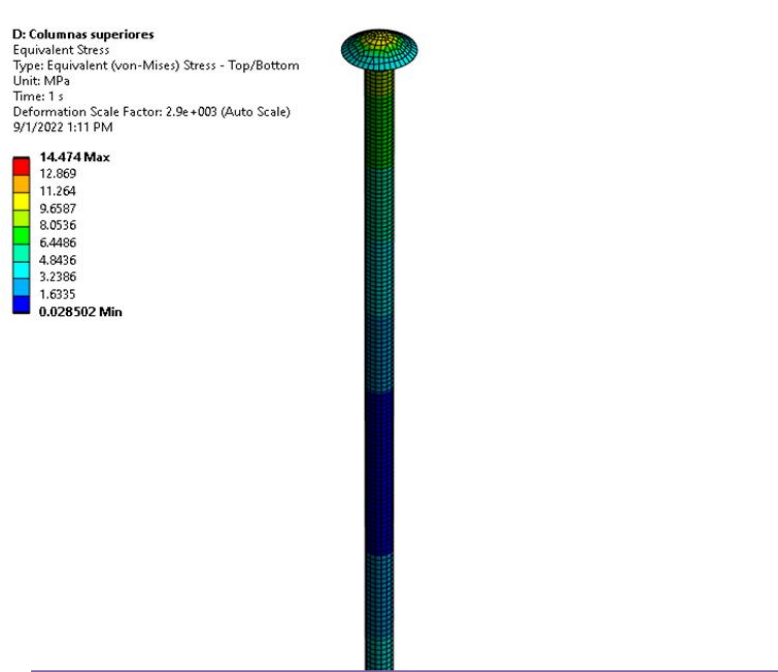 D: Columnas superiores
Equivalent Stress
Type: Equivalent (von-Mises) Stress - Top/Bottom
Unit: MPa
Time: 1 s
Deformation Scale Factor: 2.9e+003 (Auto Scale)
9/1/2022 1:11 PM
14.474 Max
12.869
11.264
9.6587
8.0536
6.4486
4.8436
3.2386
1.6335
0.028502 Min